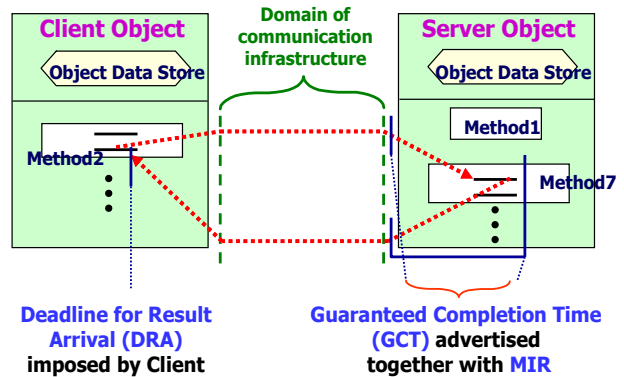 Client Object
Object Data Store
Method2
Domain of
communication
infrastructure
Server Object
Object Data Store
Method1
Method7
Deadline for Result
Arrival (DRA)
imposed by Client
Guaranteed Completion Time
(GCT) advertised
together with MIR